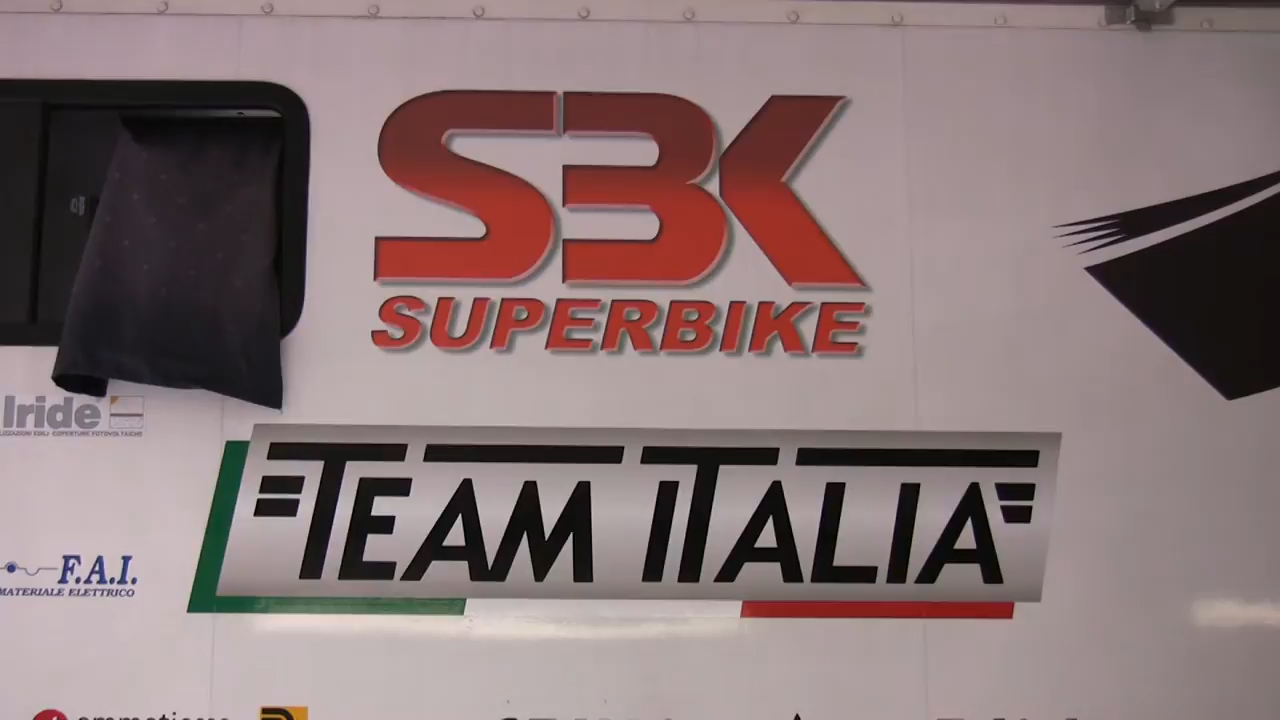 SBK
SUPERBIKE
Iride
TEAM ITALIA
F.A.I.
MATERIALE ELETTRICO